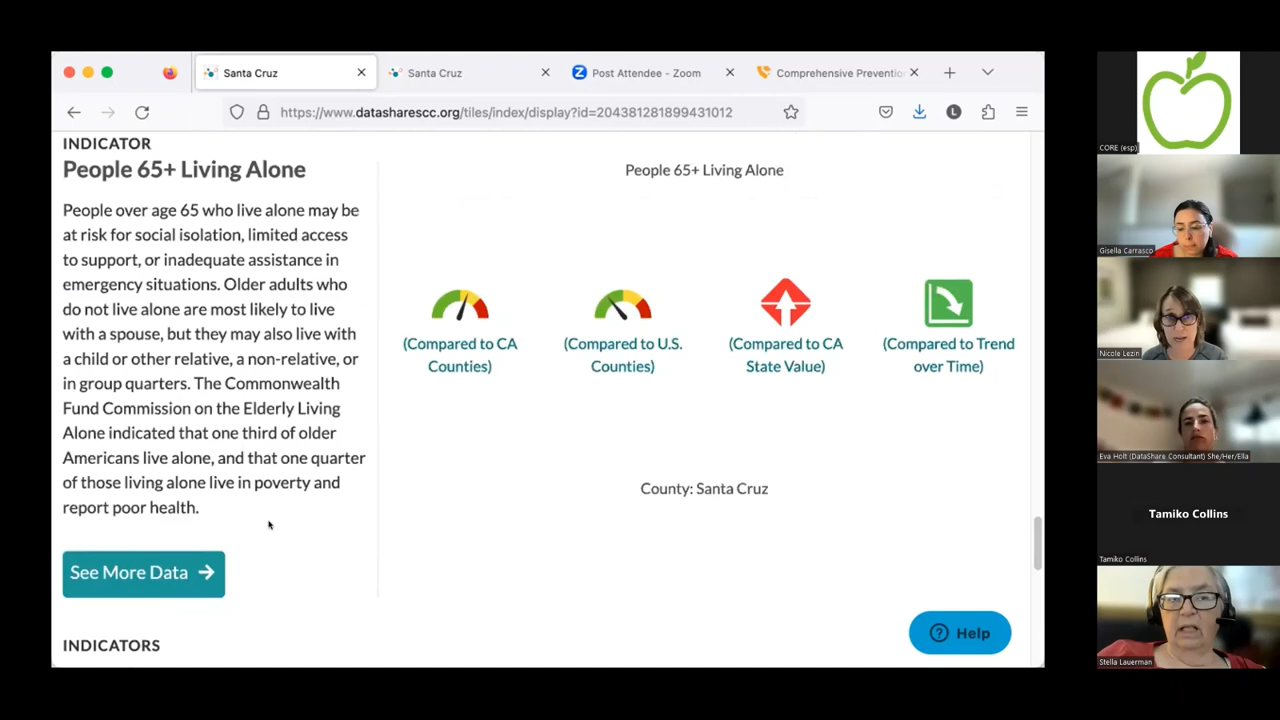 Santa Cruz
Santa Cruz
Post Attendee - Zoom
Comprehensive Preventio
https://www.datasharescc.org/tiles/index/display?id=204381281899431012
L
INDICATOR
People 65+ Living Alone
People over age 65 who live alone may be
at risk for social isolation, limited access
to support, or inadequate assistance in
emergency situations. Older adults who
do not live alone are most likely to live
with a spouse, but they may also live with
a child or other relative, a non-relative, or
in group quarters. The Commonwealth
Fund Commission on the Elderly Living
Alone indicated that one third of older
Americans live alone, and that one quarter
of those living alone live in poverty and
report poor health.
See More Data
INDICATORS
People 65+ Living Alone
(Compared to CA
Counties)
(Compared to U.S.
Counties)
(Compared to CA
State Value)
(Compared to Trend
over Time)
County: Santa Cruz
Help
CORE (esp)
Gisella Carrasco
Nicole Lezin
Eva Holt (DataShare Consultant) She/Her/Ella
Tamiko Collins
Tamiko Collins
Stella Lauerman